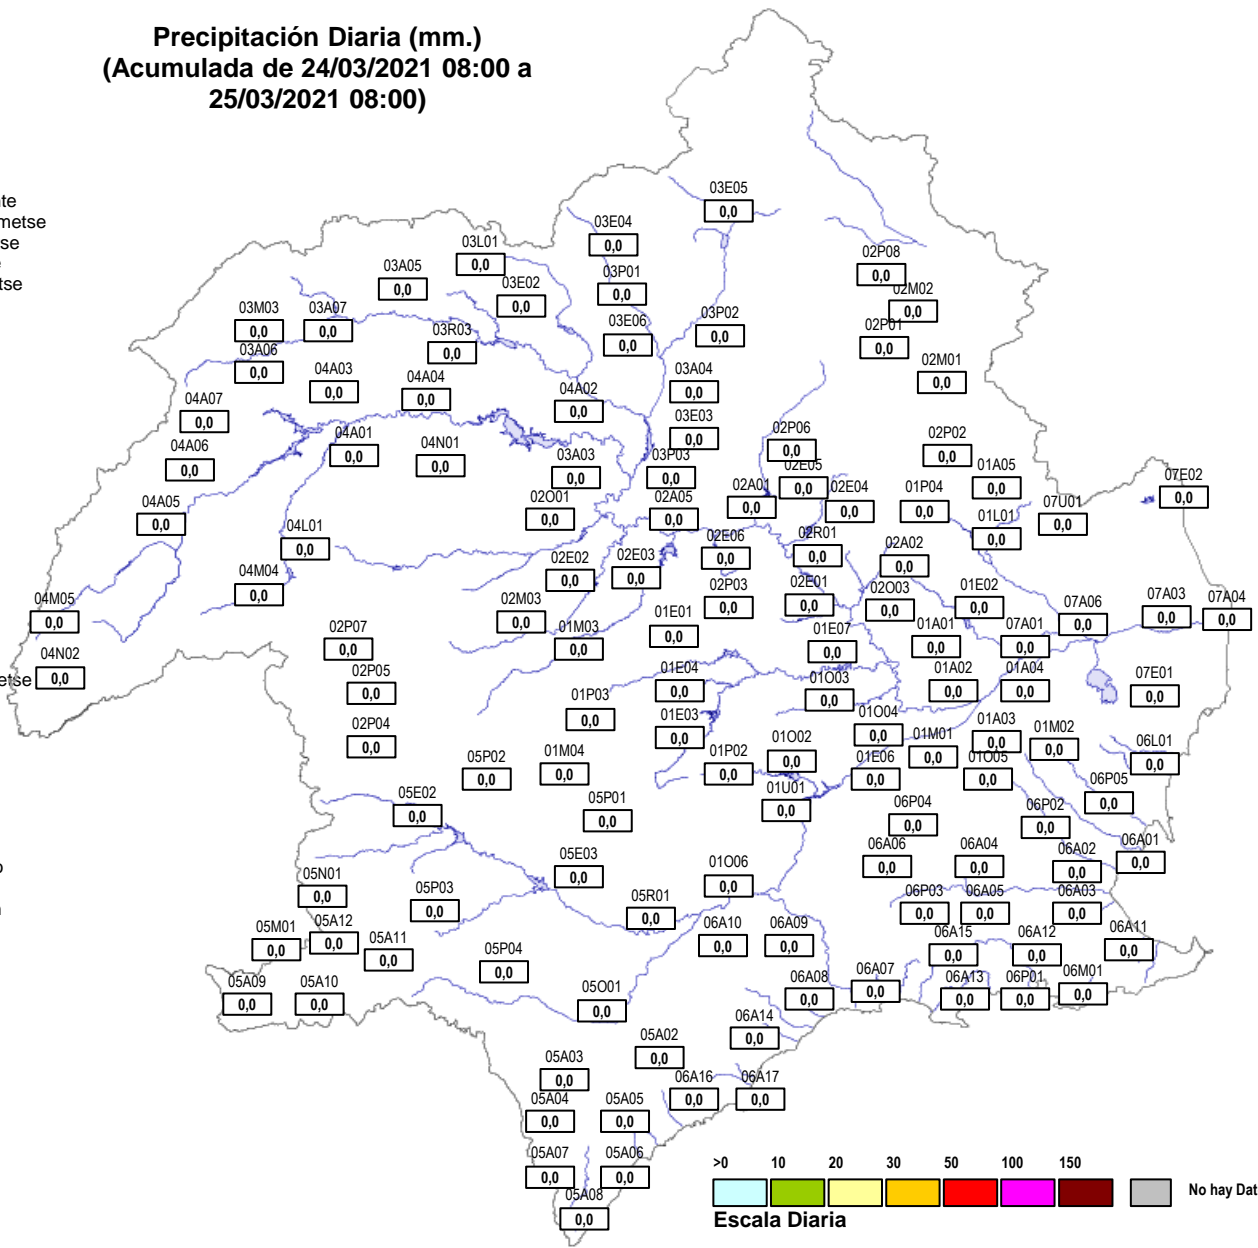 Precipitación Diaria (mm.)
(Acumulada de 24/03/2021 08:00 a
25/03/2021 08:00)
te
metse
se
e
tse
etse
o
03E05
0,0
03E04
0,0
03L01
0,0
02P08
0,0
03A05
0,0
03P01
0,0
03E02
0,0
02M02
0,0
03M03
0,0
03A07
0,0
03P02
0,0
03E06
0,0
03R03
0,0
02P01
0,0
03A06
0,0
02M01
0,0
04A03
0,0
04A04
0,0
03A04
0,0
04A02
0,0
04A07
0,0
03E03
0,0
02P06
0,0
04A01
0,0
04N01
0,0
02P02
0,0
04A06
0,0
03A03
0,0
03P03
0,0
02E05
0,0
01A05
0,0
07E02
0,0
02A01
0,0
02E04
0,0
01P04
0,0
04A05
0,0
02O01
0,0
02A05
0,0
07U01
0,0
01L01
0,0
04L01
0,0
02R01
0,0
02E06
0,0
02A02
0,0
02E02
0,0
02E03
0,0
04M04
0,0
02P03
0,0
02E01
0,0
02O03
0,0
01E02
0,0
07A03
0,0
07A04
0,0
04M05
0,0
02M03
0,0
07A06
0,0
01E01
0,0
01M03
0,0
02P07
0,0
01E07
0,0
01A01
0,0
07A01
0,0
04N02
0,0
02P05
0,0
01E04
0,0
01O03
0,0
01A02
0,0
01A04
0,0
07E01
0,0
01P03
0,0
01E03
0,0
01O04
0,0
01A03
0,0
01M02
0,0
02P04
0,0
01M01
0,0
06L01
0,0
05P02
0,0
01M04
0,0
01P02
0,0
01O02
0,0
01E06
0,0
01O05
0,0
06P05
0,0
05E02
0,0
05P01
0,0
01U01
0,0
06P04
0,0
06P02
0,0
06A01
0,0
05E03
0,0
06A06
0,0
06A04
0,0
06A02
0,0
05N01
0,0
05P03
0,0
01O06
0,0
05R01
0,0
06P03
0,0
06A05
0,0
06A03
0,0
05M01
0,0
05A12
0,0
05A11
0,0
06A10
0,0
06A09
0,0
06A15
0,0
06A12
0,0
06A11
0,0
05P04
0,0
05A09
0,0
05A10
0,0
05O01
0,0
06A08
0,0
06A07
0,0
06A13
0,0
06P01
0,0
06M01
0,0
06A14
0,0
05A02
0,0
05A03
0,0
06A16
0,0
06A17
0,0
05A04
0,0
05A05
0,0
05A07
0,0
05A06
0,0
05A08
0,0
>0 10 20 30 50 100 150
No hay Dat
Escala Diaria